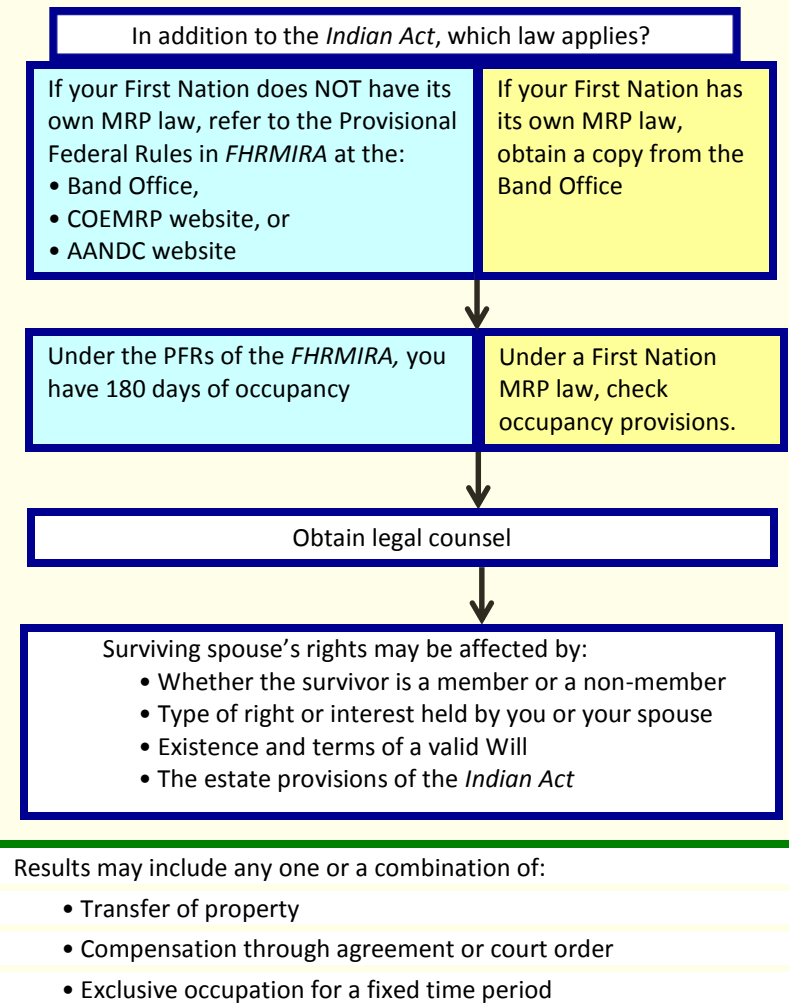 In addition to the Indian Act, which law applies?
If your First Nation does NOT have its
own MRP law, refer to the Provisional
Federal Rules in FHRMIRA at the:
• Band Office,
• COEMRP website, or
• AANDC website
If your First Nation has
its own MRP law,
obtain a copy from the
Band Office
Under the PFRs of the FHRMIRA, you
have 180 days of occupancy
Under a First Nation
MRP law, check
occupancy provisions.
Obtain legal counsel
Surviving spouse’s rights may be affected by:
• Whether the survivor is a member or a non-member
• Type of right or interest held by you or your spouse
• Existence and terms of a valid Will
• The estate provisions of the Indian Act
Results may include any one or a combination of:
• Transfer of property
• Compensation through agreement or court order
• Exclusive occupation for a fixed time period